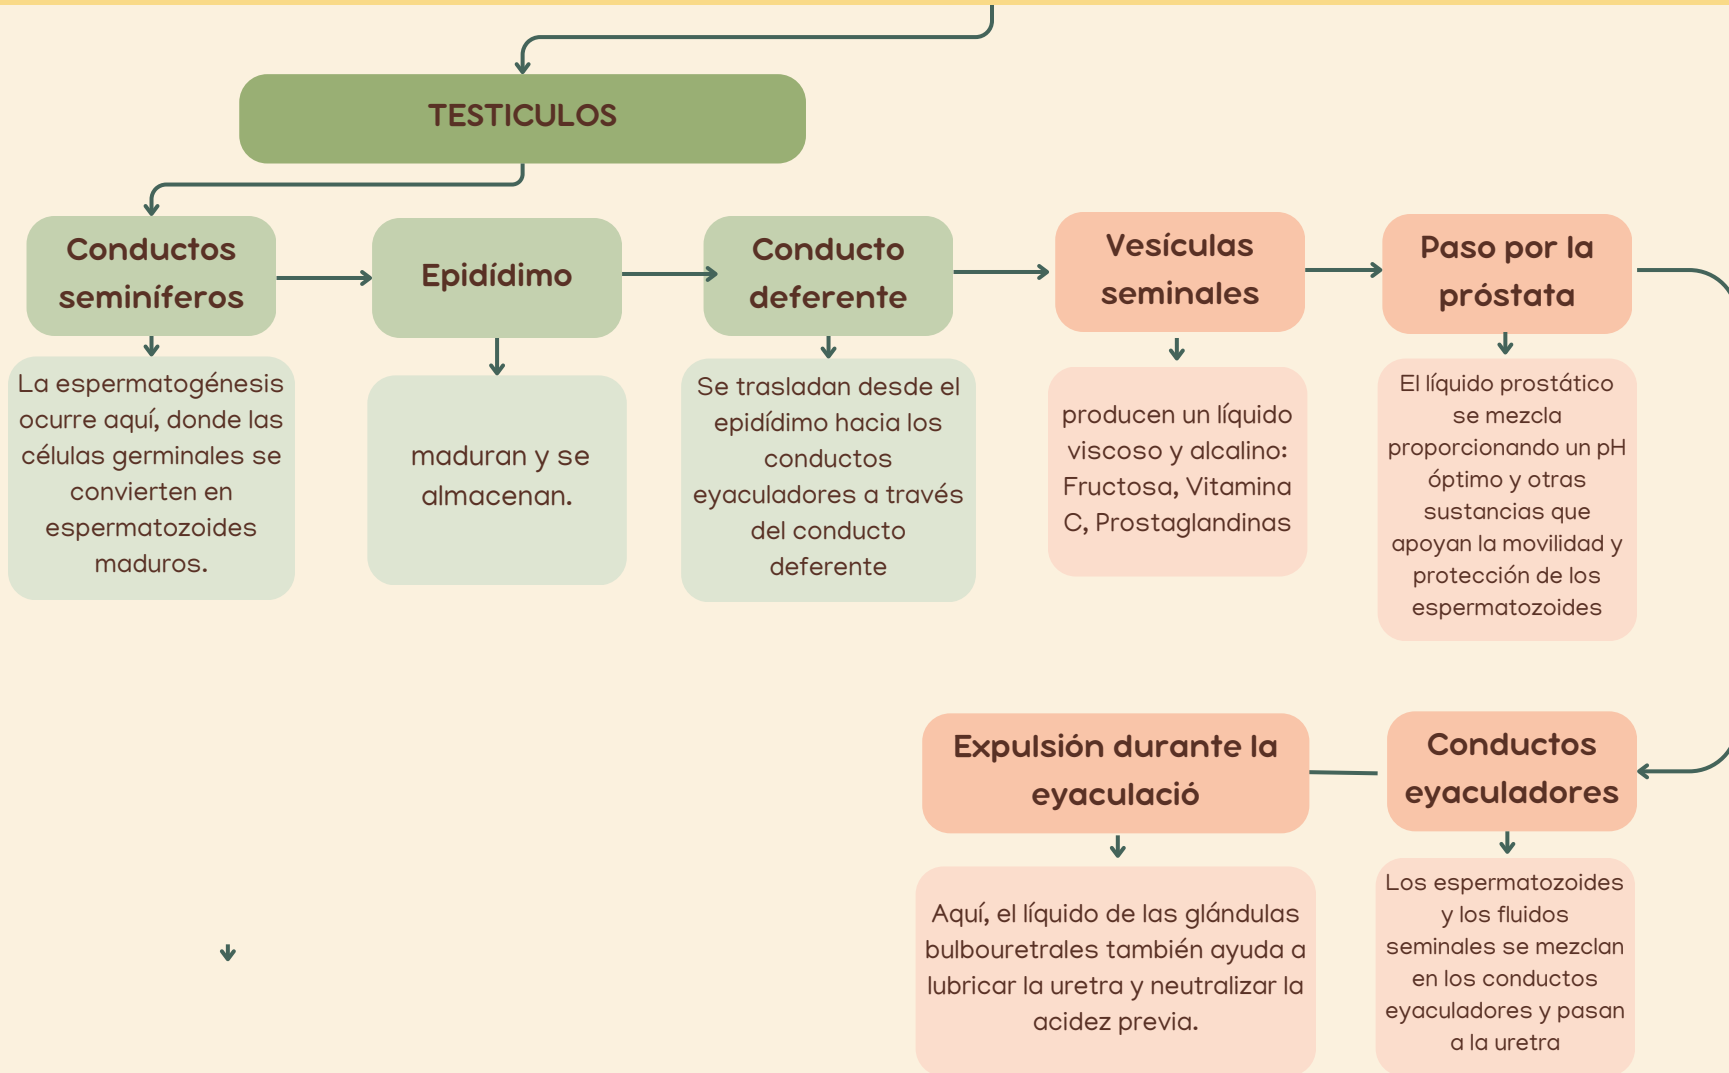 TESTICULOS
Conductos
seminíferos
La espermatogénesis
ocurre aquí, donde las
células germinales se
convierten en
espermatozoides
maduros.
Epidídimo
maduran y se
almacenan.
Conducto
deferente
Se trasladan desde el
epidídimo hacia los
conductos
eyaculadores a través
del conducto
deferente
Vesículas
seminales
producen un líquido
viscoso y alcalino:
Fructosa, Vitamina
C, Prostaglandinas
Paso por la
próstata
El líquido prostático
se mezcla
proporcionando un pH
óptimo y otras
sustancias que
apoyan la movilidad y
protección de los
espermatozoides
Conductos
eyaculadores
Los espermatozoides
y los fluidos
seminales se mezclan
en los conductos
eyaculadores y pasan
a la uretra
Expulsión durante la
eyaculació
Aquí, el líquido de las glándulas
bulbouretrales también ayuda a
lubricar la uretra y neutralizar la
acidez previa.